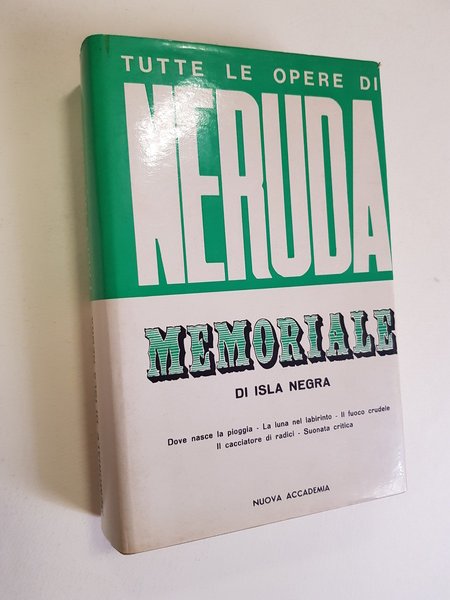 TUTTE LE OPERE DI
NERUDA
MEMORIALE
DI ISLA NEGRA
Dove nasce la pioggia - La luna nel labirinto - Il fuoco crudele
Il cacciatore di radici - Suonata critica
NUOVA ACCADEMIA